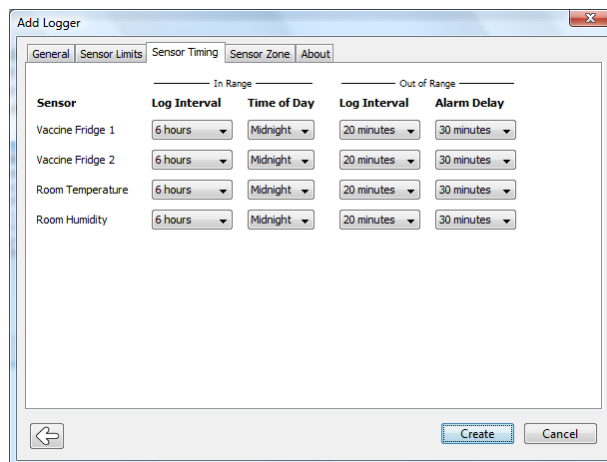 Add Logger
General Sensor Limits Sensor Timing Sensor Zone About
In Range Out of Range
Sensor Log Interval Time of Day Log Interval Alarm Delay
Vaccine Fridge 1 6 hours Midnight 20 minutes 30 minutes
Vaccine Fridge 2 6 hours Midnight 20 minutes 30 minutes
Room Temperature 6 hours Midnight 20 minutes 30 minutes
Room Humidity 6 hours Midnight 20 minutes 30 minutes
Create Cancel